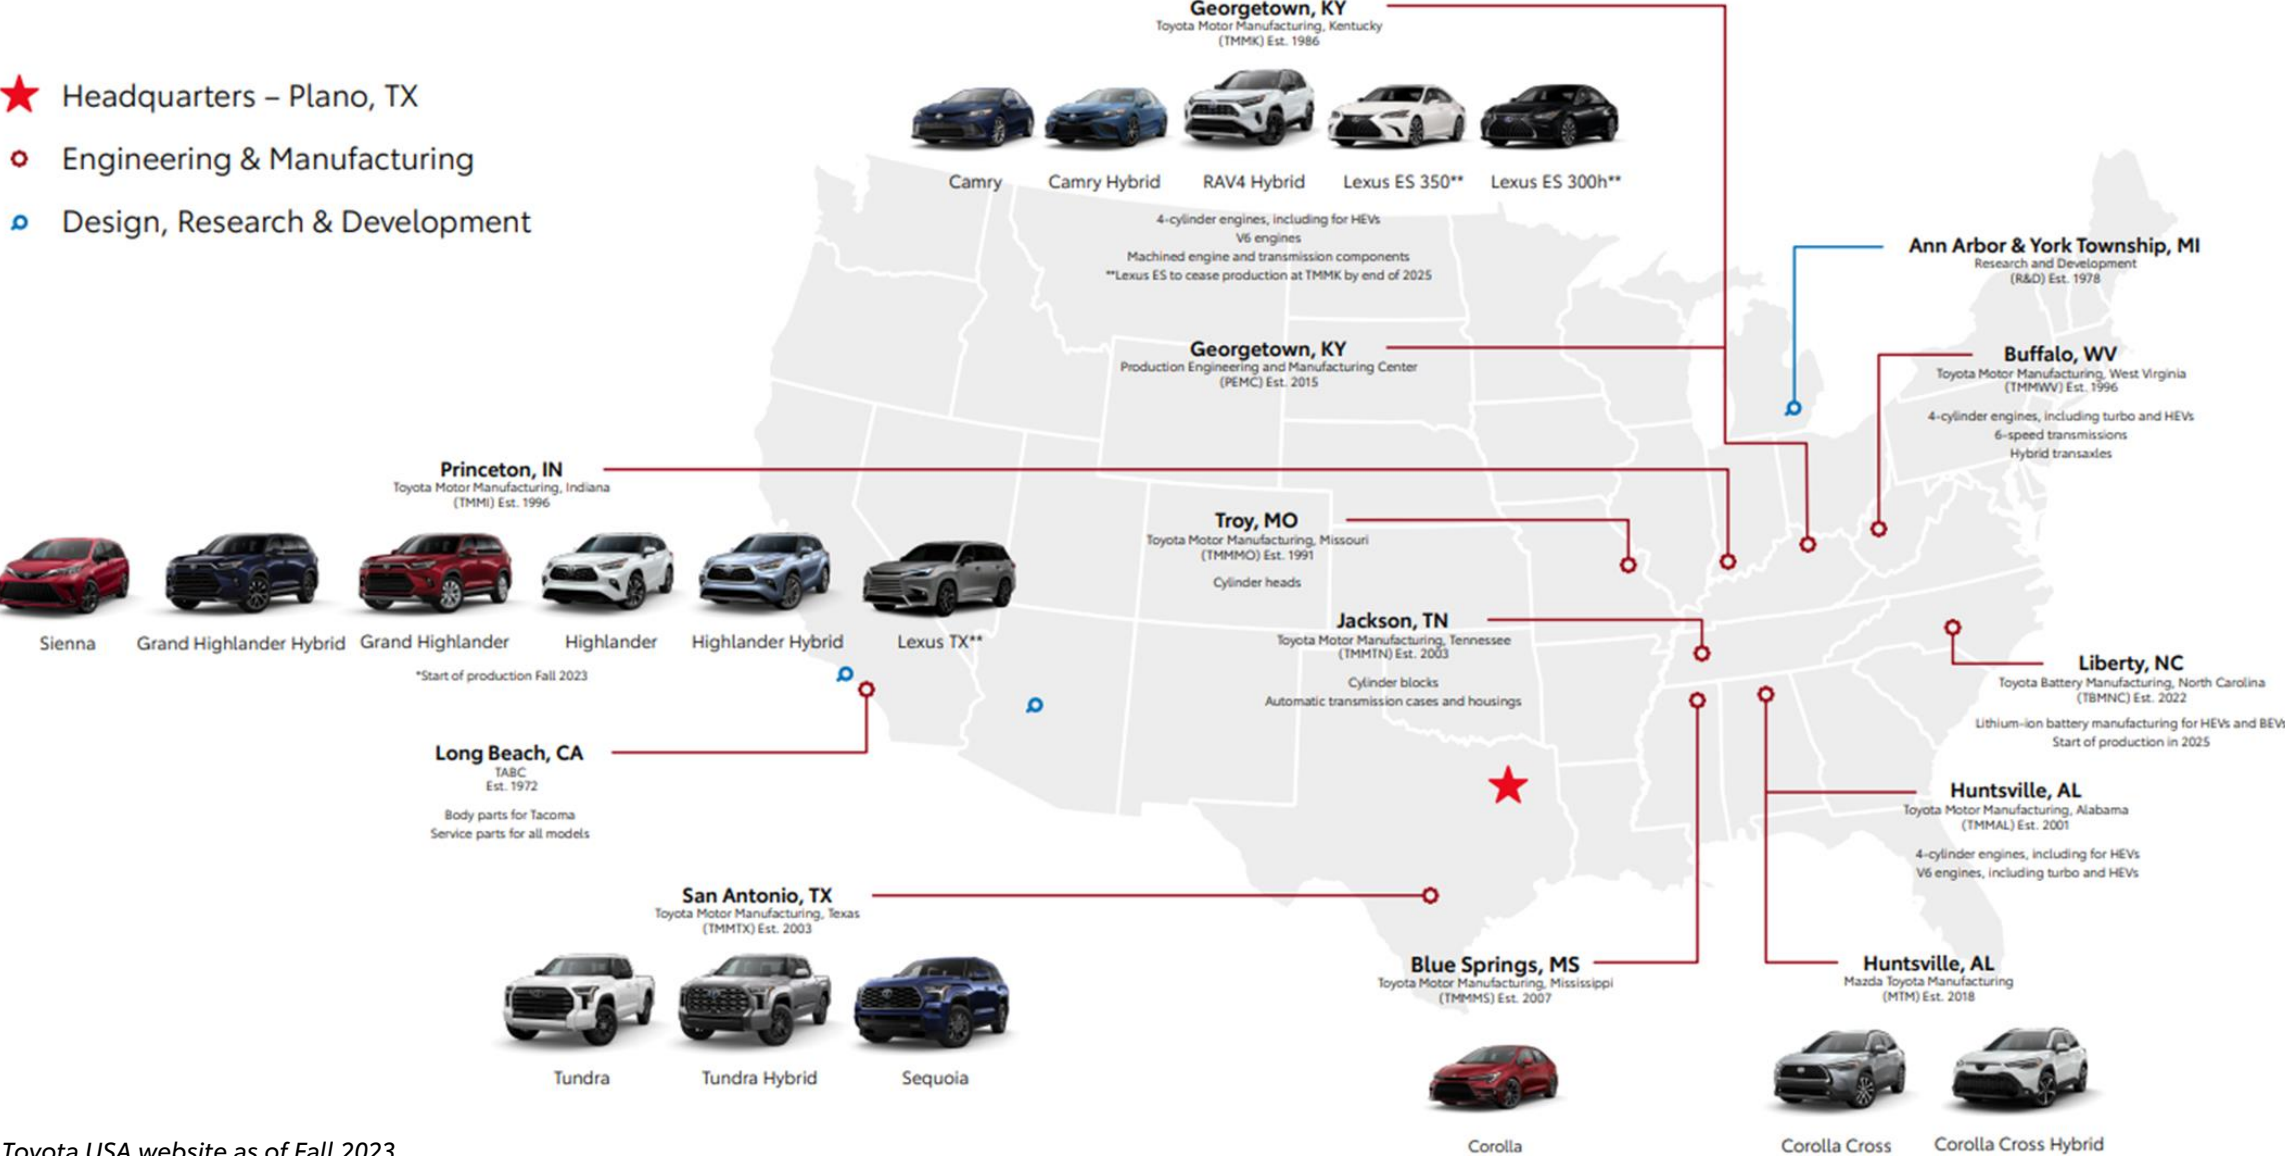 Headquarters – Plano, TX
Engineering & Manufacturing
Design, Research & Development
Georgetown, KY
Toyota Motor Manufacturing, Kentucky
(TMMK) Est. 1986
Camry
Camry Hybrid
RAV4 Hybrid
Lexus ES 350**
Lexus ES 300h**
4-cylinder engines, including for HEVs
V6 engines
Machined engine and transmission components
**Lexus ES to cease production at TMMK by end of 2025
Georgetown, KY
Production Engineering and Manufacturing Center
(PEMC) Est. 2015
Ann Arbor & York Township, MI
Research and Development
(R&D) Est. 1978
Buffalo, WV
Toyota Motor Manufacturing, West Virginia
(TMMWV) Est. 1996
4-cylinder engines, including turbo and HEVs
6-speed transmissions
Hybrid transaxles
Princeton, IN
Toyota Motor Manufacturing, Indiana
(TMMI) Est. 1996
Sienna
Grand Highlander Hybrid
Grand Highlander
Highlander
Highlander Hybrid
Lexus TX**
*Start of production Fall 2023
Troy, MO
Toyota Motor Manufacturing, Missouri
(TMMMO) Est. 1991
Cylinder heads
Jackson, TN
Toyota Motor Manufacturing, Tennessee
(TMMTN) Est. 2003
Cylinder blocks
Automatic transmission cases and housings
Liberty, NC
Toyota Battery Manufacturing, North Carolina
(TBMNC) Est. 2022
Lithium-ion battery manufacturing for HEVs and BEVs
Start of production in 2025
Long Beach, CA
TABC
Est. 1972
Body parts for Tacoma
Service parts for all models
Huntsville, AL
Toyota Motor Manufacturing, Alabama
(TMMAL) Est. 2001
4-cylinder engines, including for HEVs
V6 engines, including turbo and HEVs
San Antonio, TX
Toyota Motor Manufacturing, Texas
(TMMTX) Est. 2003
Tundra
Tundra Hybrid
Sequoia
Blue Springs, MS
Toyota Motor Manufacturing, Mississippi
(TMMMS) Est. 2007
Corolla
Huntsville, AL
Mazda Toyota Manufacturing
(MTM) Est. 2018
Corolla Cross
Corolla Cross Hybrid
Toyota USA website as of Fall 2023